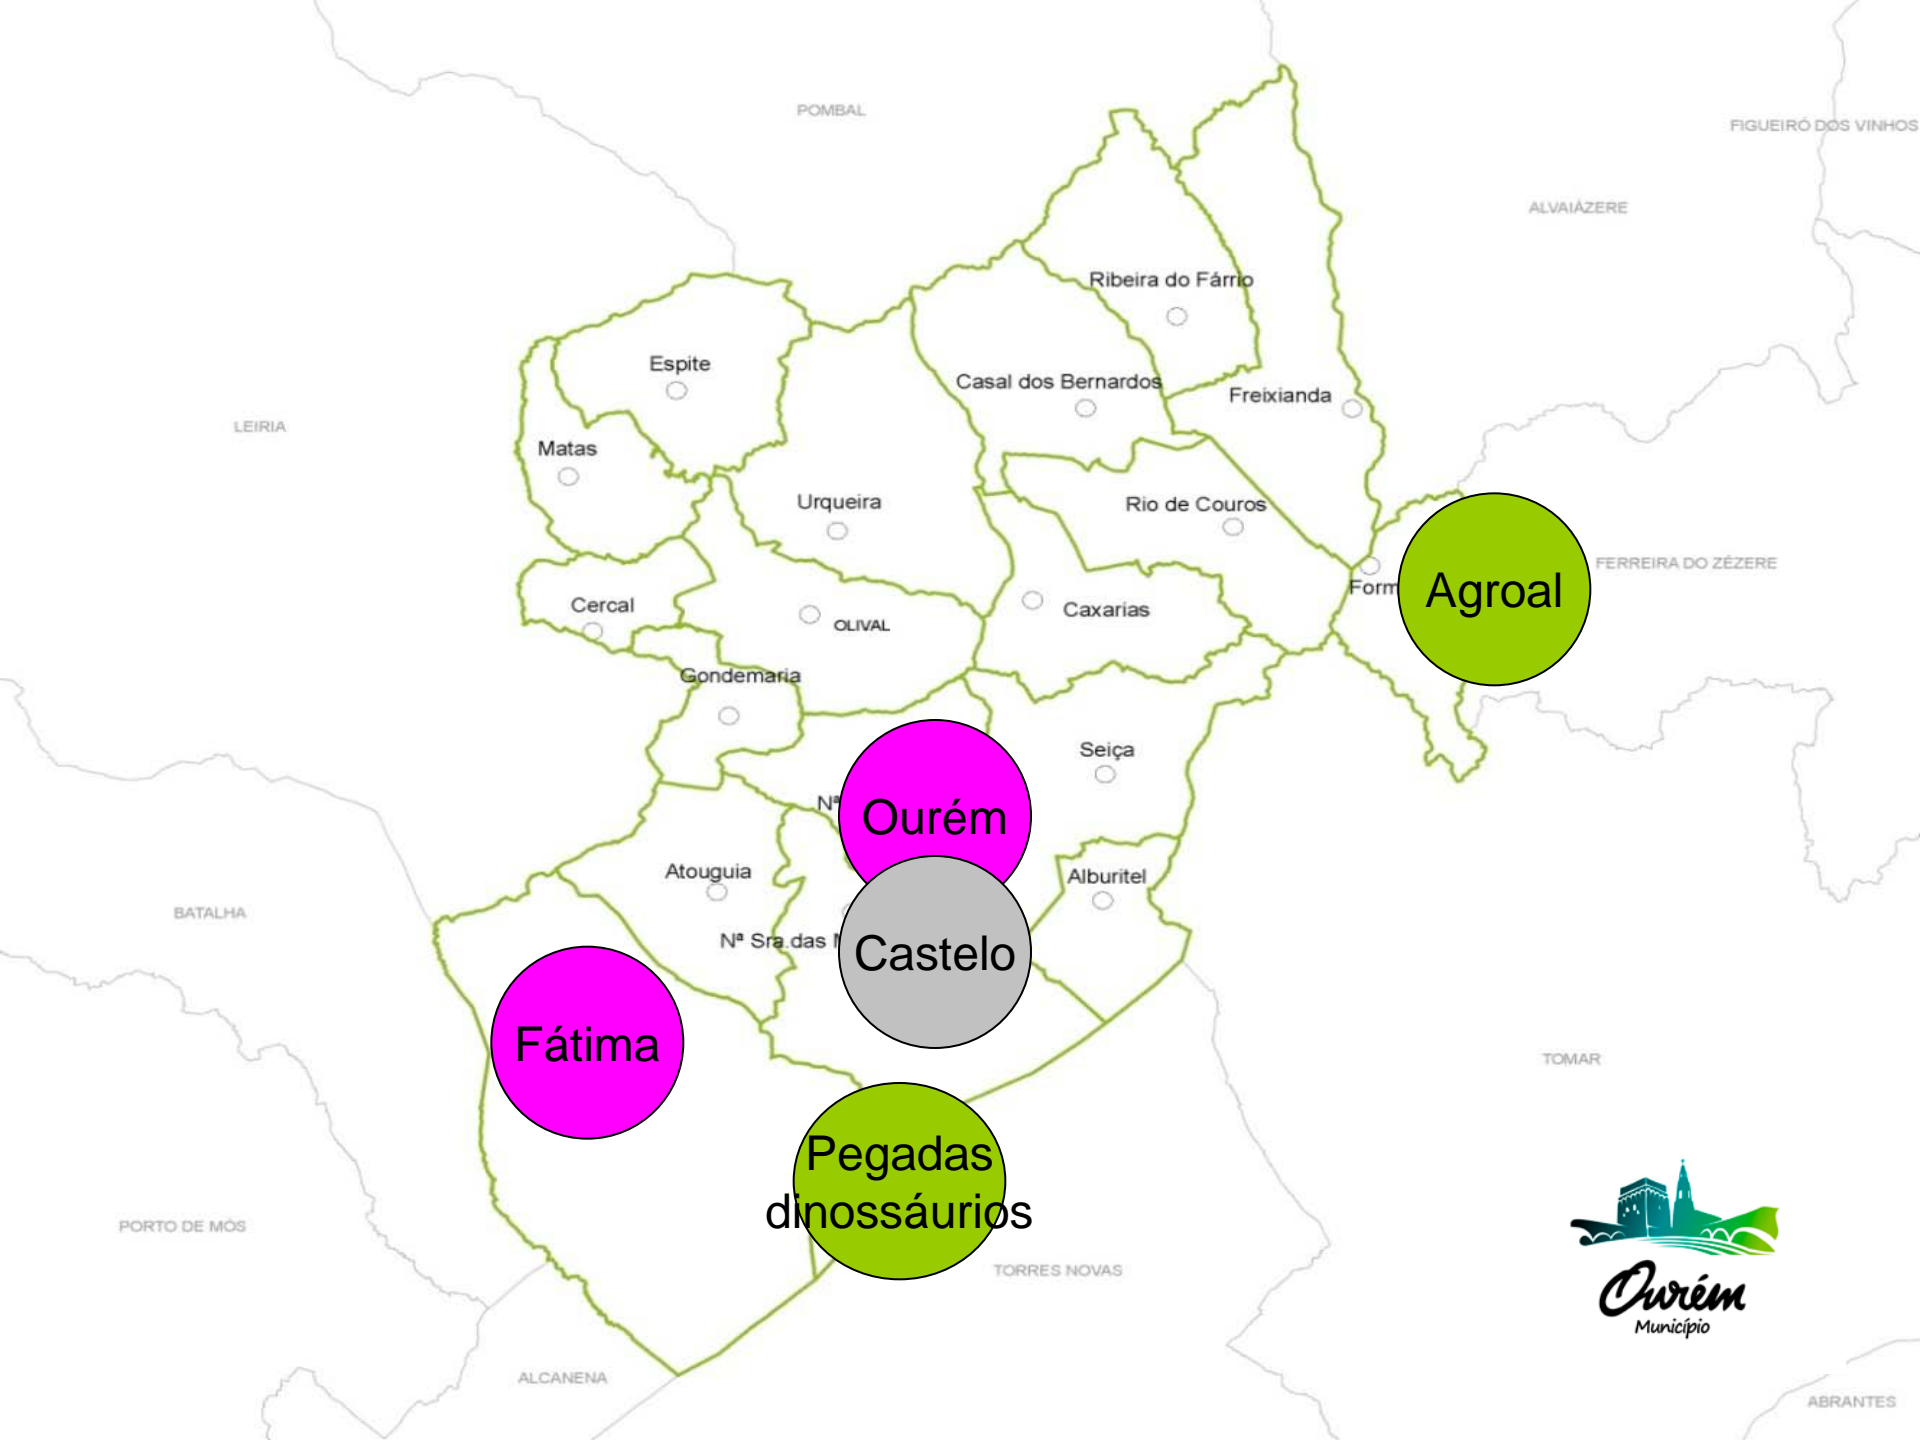 POMBAL
FIGUEIRÓ DOS VINHOS
ALVAIÁZERE
Ribeira do Fárrio
Espite
Casal dos Bernardos
Freixianda
LEIRIA
Matas
Urqueira
Rio de Couros
FERREIRA DO ZÊZERE
Form
Agroal
Cercal
Caxarias
OLIVAL
Gondemaria
Seiça
Nª
Ourém
Atouguia
Alburitel
BATALHA
Nª Sra.das
Castelo
Fátima
TOMAR
Pegadas
dinossáurios
PORTO DE MÓS
TORRES NOVAS
Ourém
Município
ALCANENA
ABRANTES